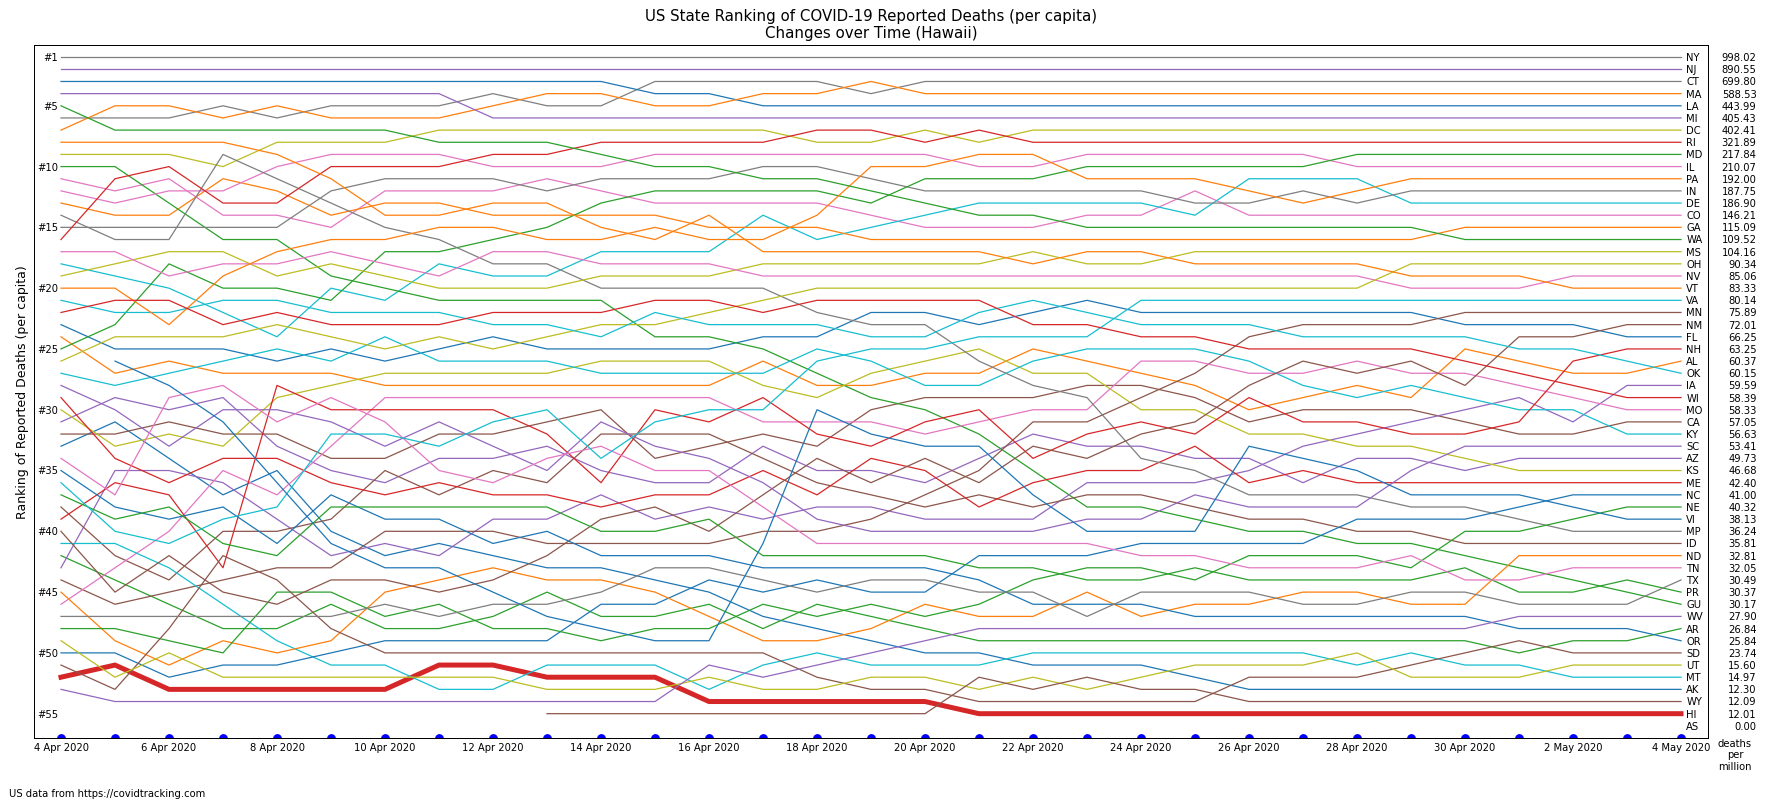 US State Ranking of COVID-19 Reported Deaths (per capita)
Changes over Time (Hawaii)
Ranking of Reported Deaths (per capita)
#1
#5
#10
#15
#20
#25
#30
#35
#40
#45
#50
#55
NY 998.02
NJ 890.55
CT 699.80
MA 588.53
LA 443.99
MI 405.43
DC 402.41
RI 321.89
MD 217.84
IL 210.07
PA 192.00
IN 187.75
DE 186.90
CO 146.21
GA 115.09
WA 109.52
MS 104.16
OH 90.34
NV 85.06
VT 83.33
VA 80.14
MN 75.89
NM 72.01
FL 66.25
NH 63.25
AL 60.37
OK 60.15
IA 59.59
WI 58.39
MO 58.33
CA 57.05
KY 56.63
SC 53.41
AZ 49.73
KS 46.68
ME 42.40
NC 41.00
NE 40.32
VI 38.13
MP 36.24
ID 35.81
ND 32.81
TN 32.05
TX 30.49
PR 30.37
GU 30.17
WV 27.90
AR 26.84
OR 25.84
SD 23.74
UT 15.60
MT 14.97
AK 12.30
WY 12.09
HI 12.01
AS 0.00
4 Apr 2020 6 Apr 2020 8 Apr 2020 10 Apr 2020 12 Apr 2020 14 Apr 2020 16 Apr 2020 18 Apr 2020 20 Apr 2020 22 Apr 2020 24 Apr 2020 26 Apr 2020 28 Apr 2020 30 Apr 2020 2 May 2020 4 May 2020
deaths
per
million
US data from https://covidtracking.com